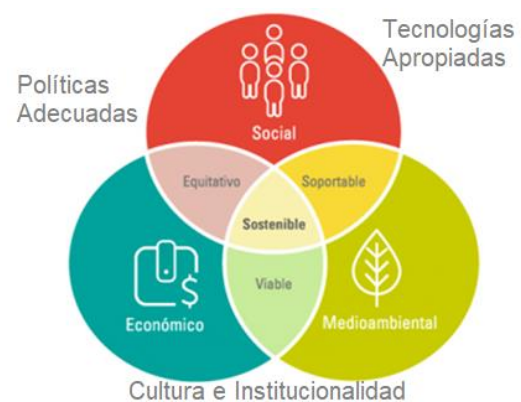 Tecnologías
Apropiadas
Políticas
Adecuadas
Social
Equitativo
Soportable
Sostenible
Viable
$
Económico
Medioambiental
Cultura e Institucionalidad